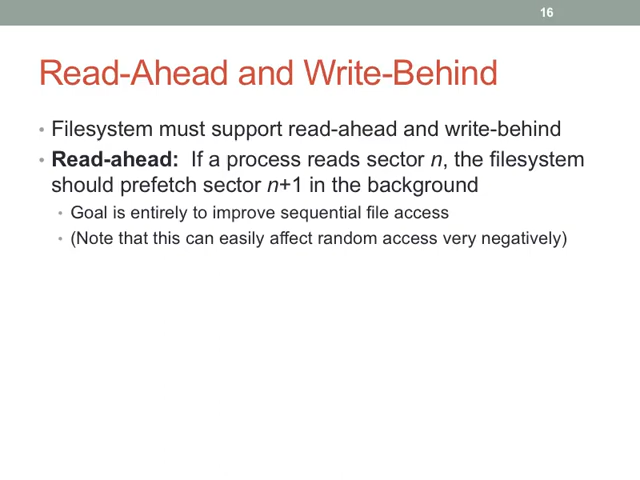 16
Read-Ahead and Write-Behind
• Filesystem must support read-ahead and write-behind
• Read-ahead:  If a process reads sector n, the filesystem
should prefetch sector n+1 in the background
• Goal is entirely to improve sequential file access
• (Note that this can easily affect random access very negatively)